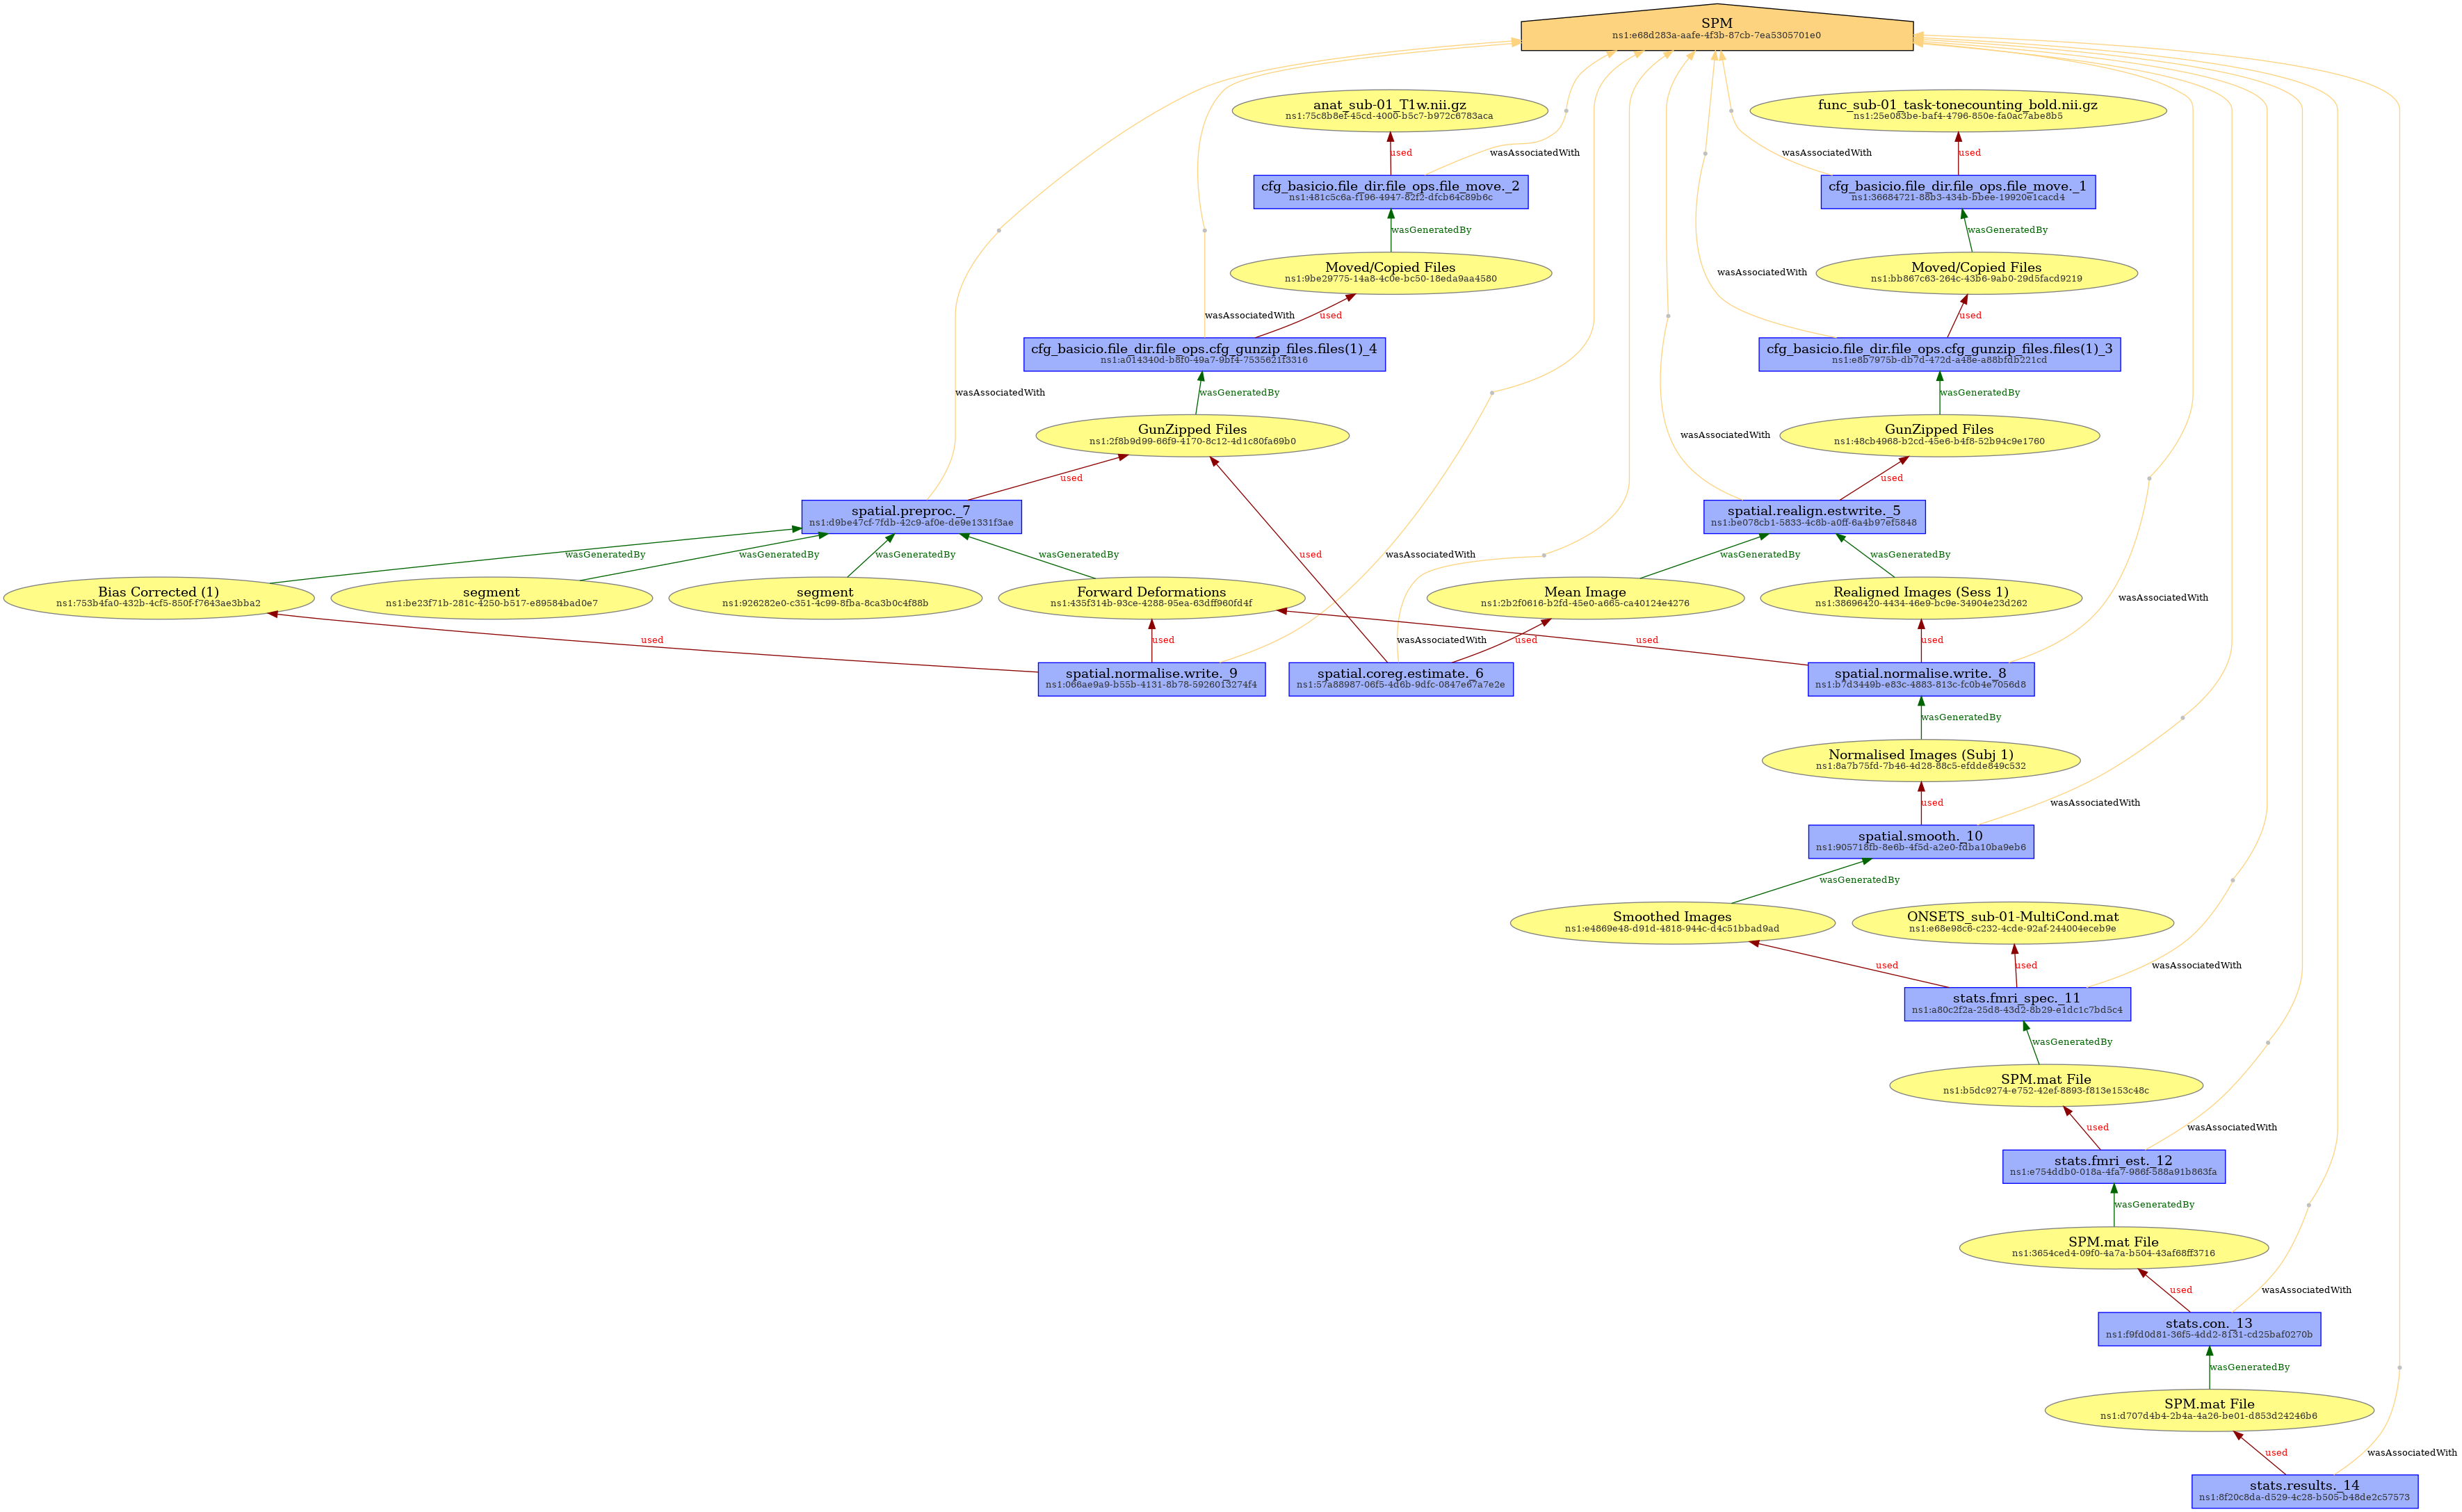 SPM
ns1:e68d283a-aafe-4f3b-87cb-7ea5305701e0
anat_sub-01_T1w.nii.gz
ns1:75c8b8ef-45cd-4000-b5c7-b972c6783aca
func_sub-01_task-tonecounting_bold.nii.gz
ns1:25e083be-baf4-4796-850e-fa0ac7abe8b5
used
wasAssociatedWith
wasAssociatedWith
used
cfg_basicio.file_dir.file_ops.file_move._2
ns1:481c5c6a-f196-4947-82f2-dfcb64c89b6c
cfg_basicio.file_dir.file_ops.file_move._1
ns1:36684721-88b3-434b-bbee-19920e1cacd4
wasGeneratedBy
wasGeneratedBy
Moved/Copied Files
ns1:9be29775-14a8-4c0e-bc50-18eda9aa4580
wasAssociatedWith
Moved/Copied Files
ns1:bb867c63-264c-43b6-9ab0-29d5facd9219
wasAssociatedWith
used
used
cfg_basicio.file_dir.file_ops.cfg_gunzip_files.files(1)_4
ns1:a014340d-b8f0-49a7-9bf4-7535621f3316
cfg_basicio.file_dir.file_ops.cfg_gunzip_files.files(1)_3
ns1:e8b7975b-db7d-472d-a48e-a88bfdb221cd
wasAssociatedWith
wasGeneratedBy
wasGeneratedBy
GunZipped Files
ns1:2f8b9d99-66f9-4170-8c12-4d1c80fa69b0
wasAssociatedWith
GunZipped Files
ns1:48cb4968-b2cd-45e6-b4f8-52b94c9e1760
used
used
spatial.preproc._7
ns1:d9be47cf-7fdb-42c9-af0e-de9e1331f3ae
spatial.realign.estwrite._5
ns1:be078cb1-5833-4c8b-a0ff-6a4b97ef5848
wasGeneratedBy
wasGeneratedBy
wasGeneratedBy
wasGeneratedBy
used
wasAssociatedWith
wasGeneratedBy
wasGeneratedBy
Bias Corrected (1)
ns1:753b4fa0-432b-4cf5-850f-f7643ae3bba2
segment
ns1:be23f71b-281c-4250-b517-e89584bad0e7
segment
ns1:926282e0-c351-4c99-8fba-8ca3b0c4f88b
Forward Deformations
ns1:435f314b-93ce-4288-95ea-63dff960fd4f
Mean Image
ns1:2b2f0616-b2fd-45e0-a665-ca40124e4276
Realigned Images (Sess 1)
ns1:38696420-4434-46e9-bc9e-34904e23d262
wasAssociatedWith
used
used
wasAssociatedWith
used
used
used
spatial.normalise.write._9
ns1:066ae9a9-b55b-4131-8b78-5926013274f4
spatial.coreg.estimate._6
ns1:57a88987-06f5-4d6b-9dfc-0847e67a7e2e
spatial.normalise.write._8
ns1:b7d3449b-e83c-4883-813c-fc0b4e7056d8
wasGeneratedBy
Normalised Images (Subj 1)
ns1:8a7b75fd-7b46-4d28-88c5-efdde849c532
used
wasAssociatedWith
spatial.smooth._10
ns1:905718fb-8e6b-4f5d-a2e0-fdba10ba9eb6
wasGeneratedBy
Smoothed Images
ns1:e4869e48-d91d-4818-944c-d4c51bbad9ad
ONSETS_sub-01-MultiCond.mat
ns1:e68e98c6-c232-4cde-92af-244004eceb9e
used
used
wasAssociatedWith
stats.fmri_spec._11
ns1:a80c2f2a-25d8-43d2-8b29-e1dc1c7bd5c4
wasGeneratedBy
SPM.mat File
ns1:b5dc9274-e752-42ef-8893-f813e153c48c
used
wasAssociatedWith
stats.fmri_est._12
ns1:e754ddb0-018a-4fa7-986f-588a91b863fa
wasGeneratedBy
SPM.mat File
ns1:3654ced4-09f0-4a7a-b504-43af68ff3716
used
wasAssociatedWith
stats.con._13
ns1:f9fd0d81-36f5-4dd2-8131-cd25baf0270b
wasGeneratedBy
SPM.mat File
ns1:d707d4b4-2b4a-4a26-be01-d853d24246b6
used
wasAssociatedWith
stats.results._14
ns1:8f20c8da-d529-4c28-b505-b48de2c57573